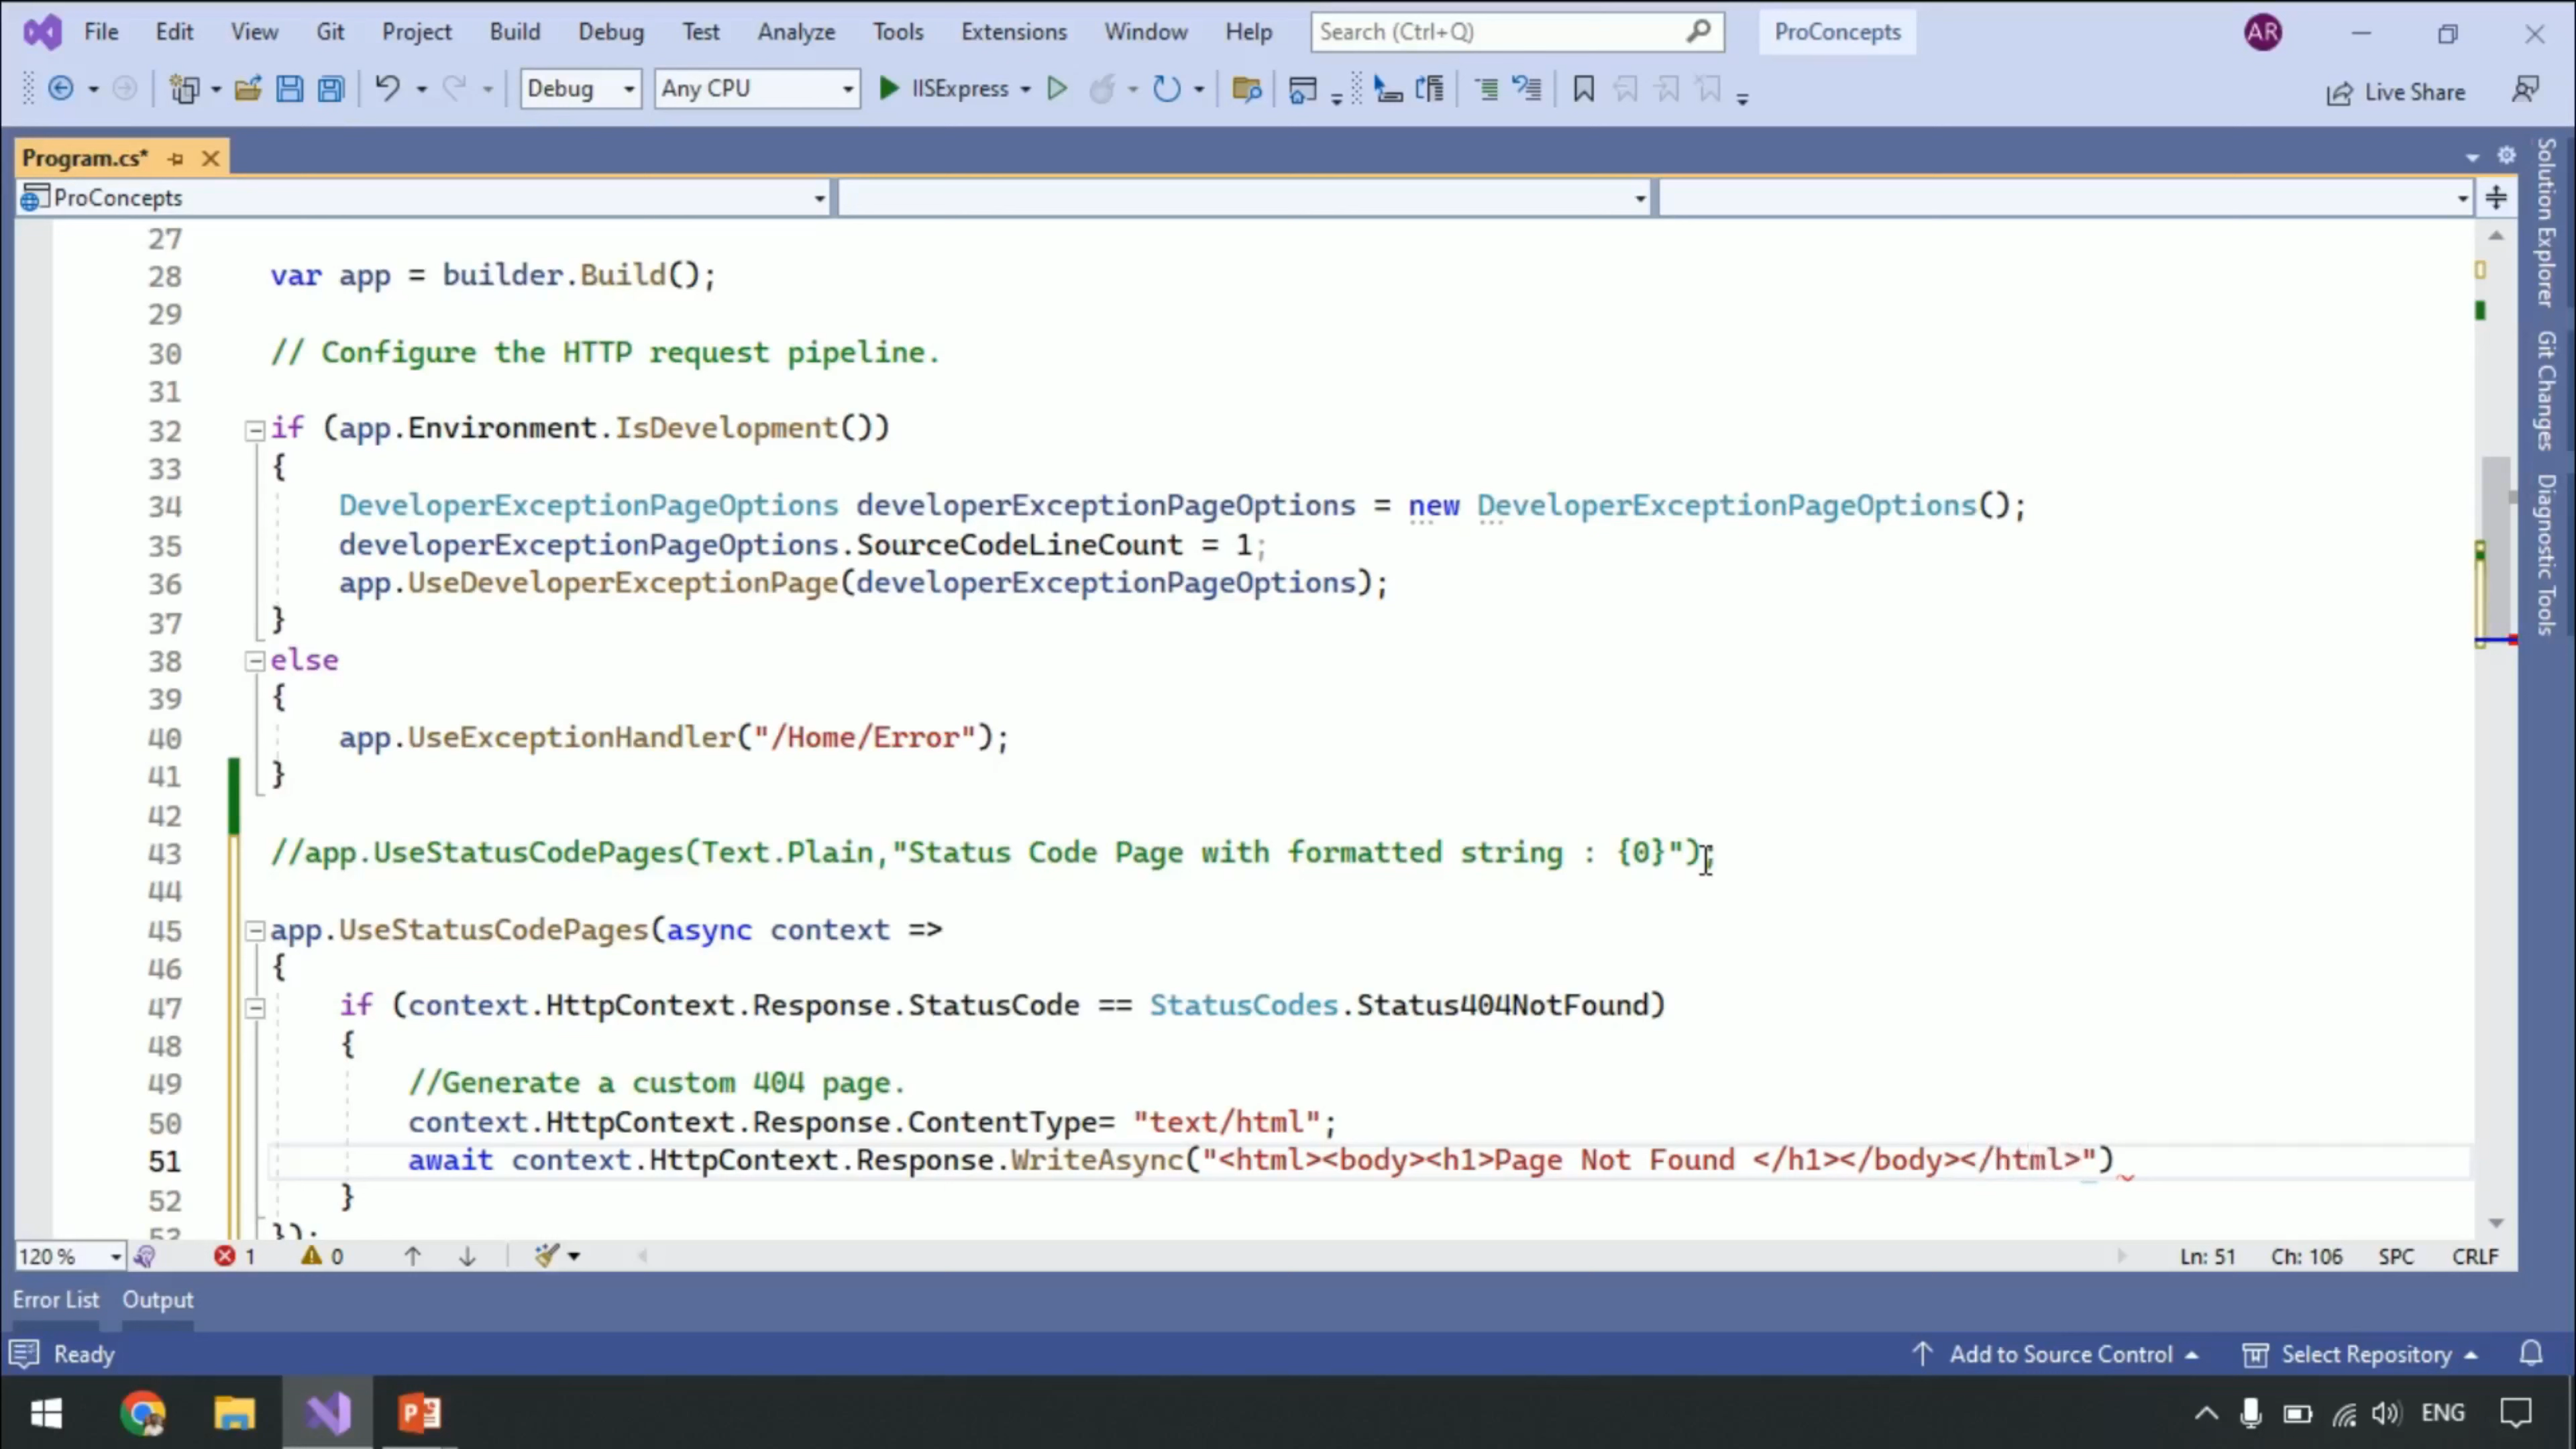 File Edit View Git Project Build Debug Test Analyze Tools Extensions Window Help Search (Ctrl+Q) ProConcepts AR
Debug Any CPU IISExpress Live Share
Program.cs*
ProConcepts
27
28 var app = builder.Build();
29
30 // Configure the HTTP request pipeline.
31
32 if (app.Environment.IsDevelopment())
33 {
34 DeveloperExceptionPageOptions developerExceptionPageOptions = new DeveloperExceptionPageOptions();
35 developerExceptionPageOptions.SourceCodeLineCount = 1;
36 app.UseDeveloperExceptionPage(developerExceptionPageOptions);
37 }
38 else
39 {
40 app.UseExceptionHandler("/Home/Error");
41 }
42
43 //app.UseStatusCodePages(Text.Plain,"Status Code Page with formatted string : {0}");
44
45 app.UseStatusCodePages(async context =>
46 {
47 if (context.HttpContext.Response.StatusCode == StatusCodes.Status404NotFound)
48 {
49 //Generate a custom 404 page.
50 context.HttpContext.Response.ContentType= "text/html";
51 await context.HttpContext.Response.WriteAsync("<html><body><h1>Page Not Found </h1></body></html>")
52 }
53 });
120 % 1 0 Ln: 51 Ch: 106 SPC CRLF
Error List Output
Ready Add to Source Control Select Repository
ENG
Solution Explorer
Git Changes
Diagnostic Tools